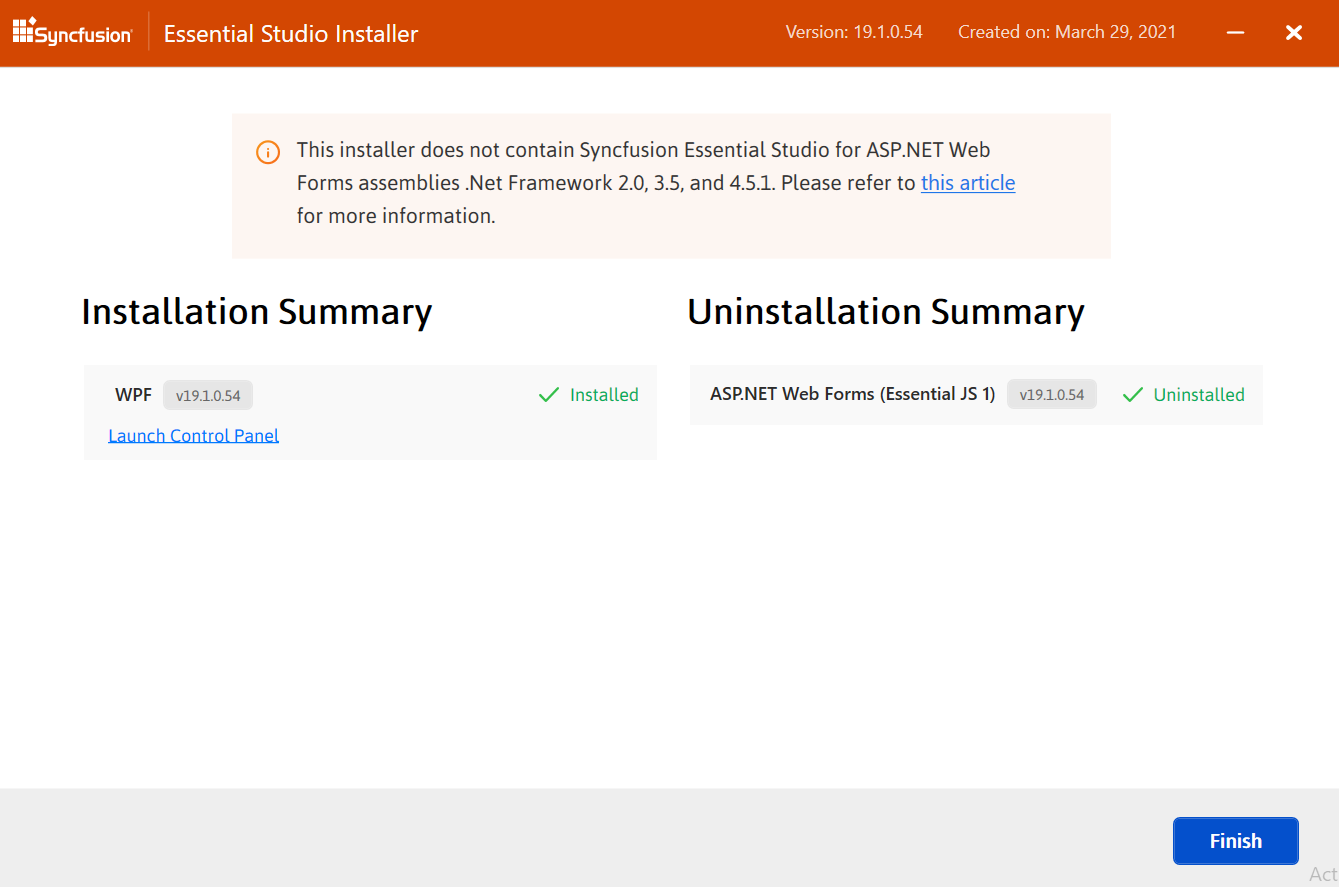 Syncfusion
Essential Studio Installer
Version: 19.1.0.54
Created on: March 29, 2021
This installer does not contain Syncfusion Essential Studio for ASP.NET Web
Forms assemblies .Net Framework 2.0, 3.5, and 4.5.1. Please refer to this article
for more information.
Installation Summary
WPF v19.1.0.54 Installed
Launch Control Panel
Uninstallation Summary
ASP.NET Web Forms (Essential JS 1) v19.1.0.54 Uninstalled
Finish
Act